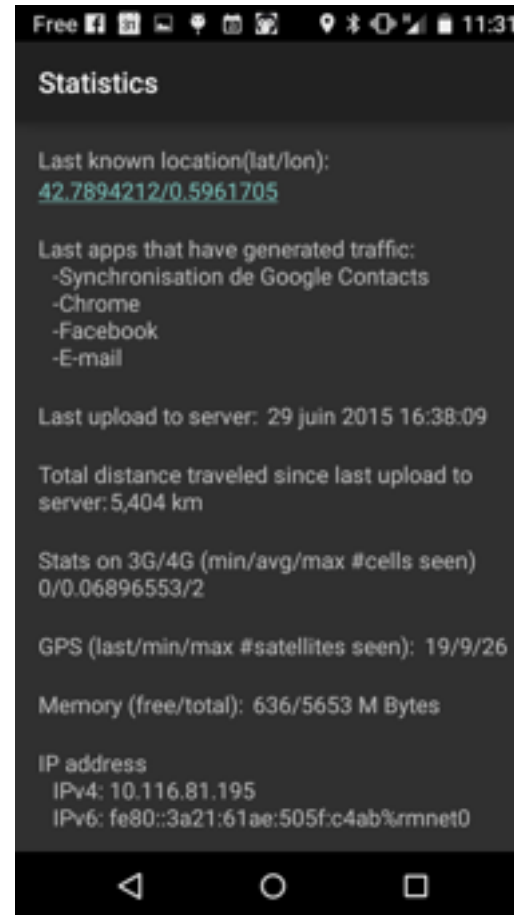 Free 31 11:31
Statistics
Last known location(lat/lon):
42.7894212/0.5961705
Last apps that have generated traffic:
-Synchronisation de Google Contacts
-Chrome
-Facebook
-E-mail
Last upload to server: 29 juin 2015 16:38:09
Total distance traveled since last upload to
server: 5,404 km
Stats on 3G/4G (min/avg/max #cells seen)
0/0.06896553/2
GPS (last/min/max #satellites seen): 19/9/26
Memory (free/total): 636/5653 M Bytes
IP address
IPv4: 10.116.81.195
IPv6: fe80::3a21:61ae:505f:c4ab%rmnet0